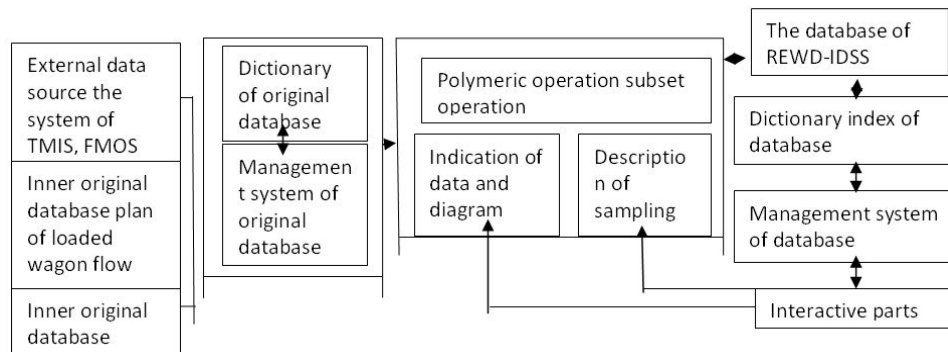 External data
source the
system of
TMIS, FMOS
Inner original
database plan
of loaded
wagon flow
Inner original
database
Dictionary
of original
database
Managemen
t system of
original
database
Polymeric operation subset
operation
Indication of
data and
diagram
Descriptio
n of
sampling
The database of
REWD-IDSS
Dictionary index of
database
Management system
of database
Interactive parts